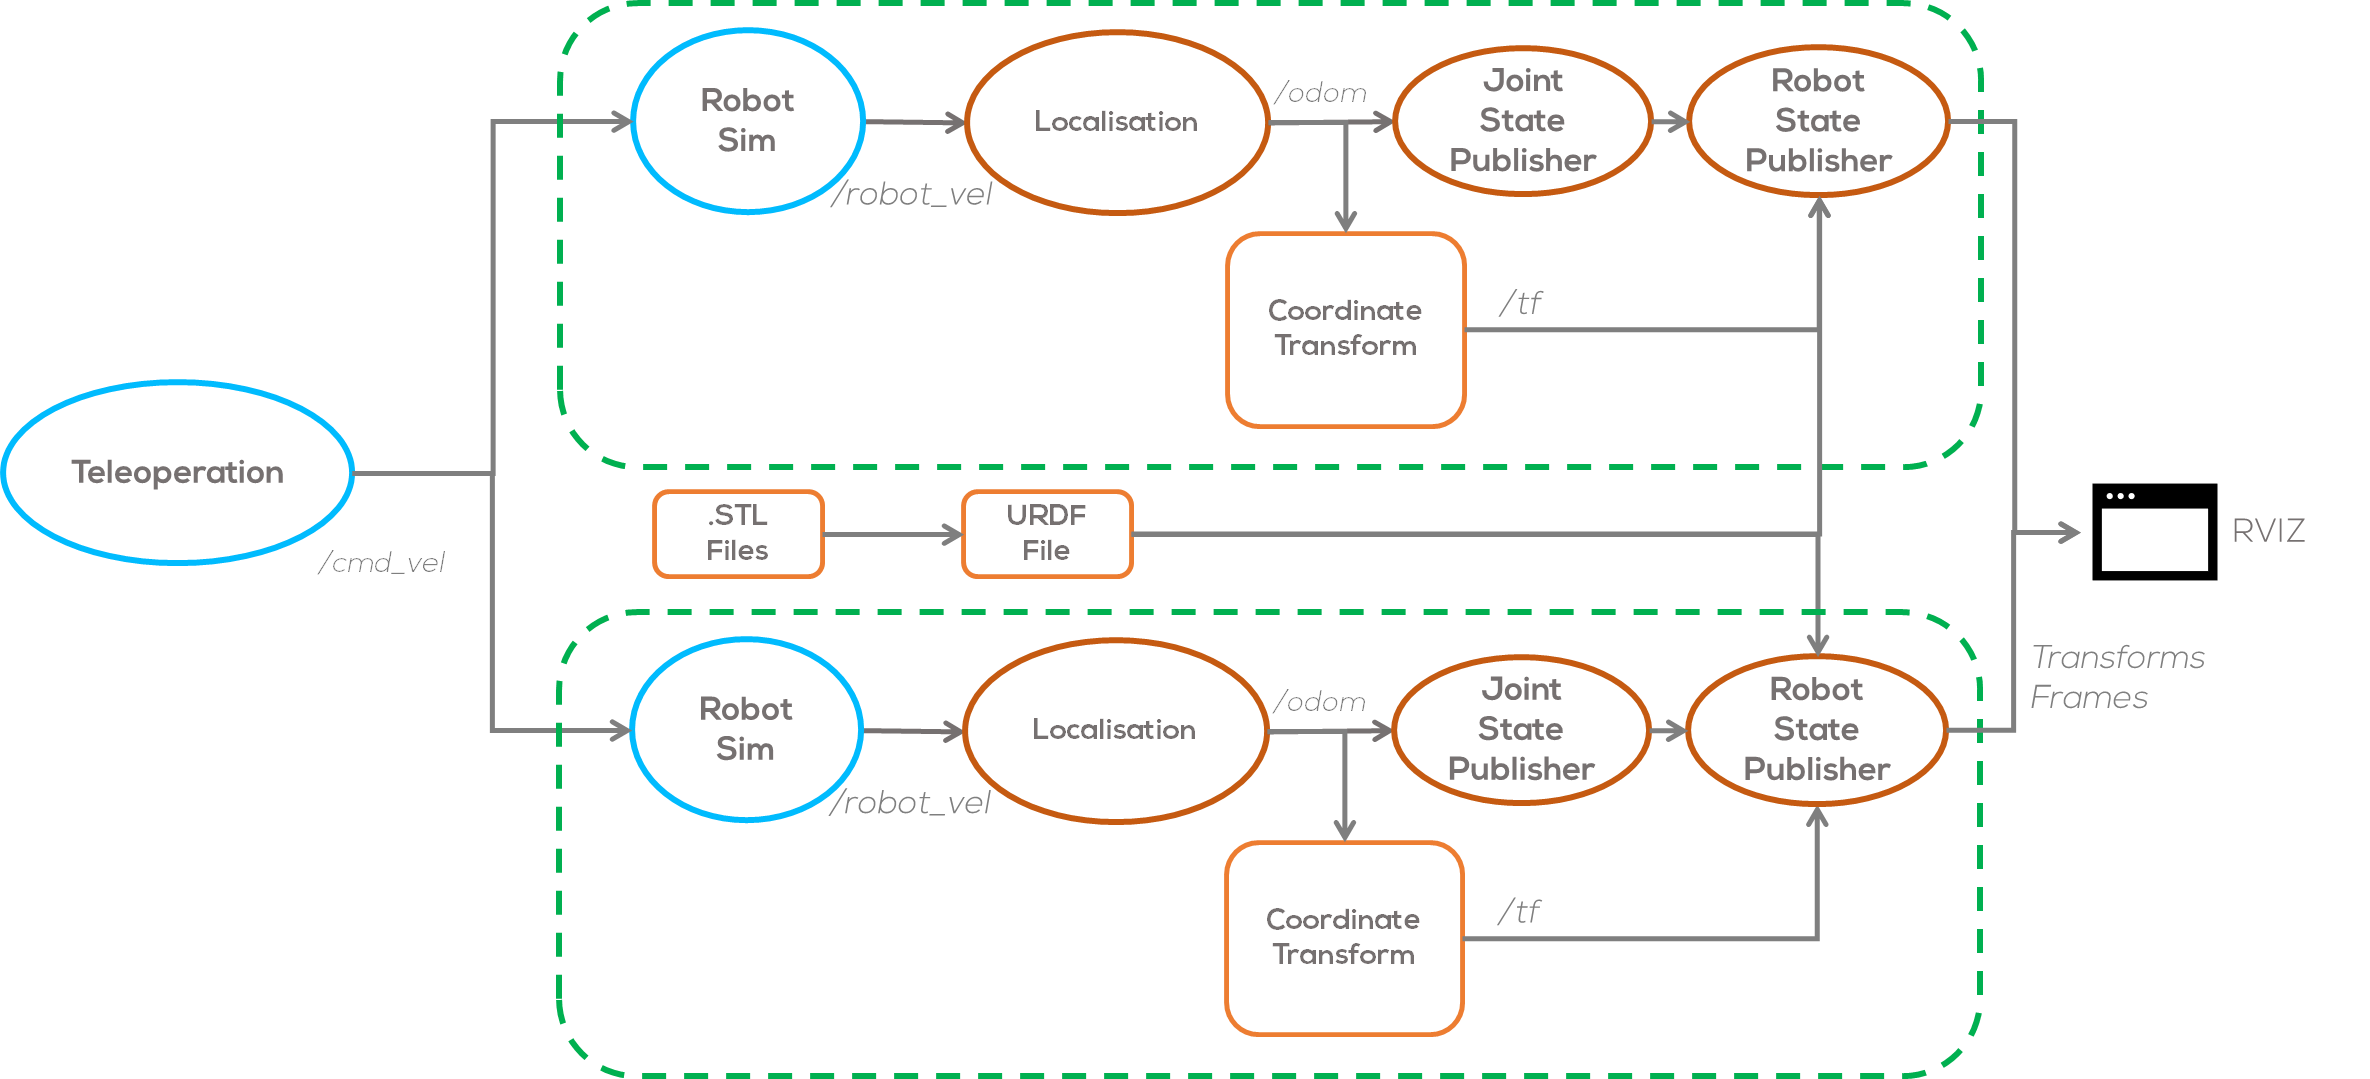 Robot
Sim
/robot_vel
Localisation
/odom
Joint
State
Publisher
Robot
State
Publisher
Coordinate
Transform
/tf
Teleoperation
/cmd_vel
.STL
Files
URDF
File
RVIZ
Transforms
Frames
Robot
Sim
/robot_vel
Localisation
/odom
Joint
State
Publisher
Robot
State
Publisher
Coordinate
Transform
/tf